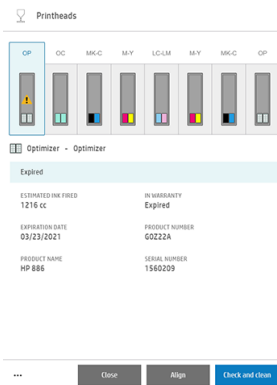 Printheads
OP OC MK-C M-Y LC-LM M-Y MK-C OP
Optimizer - Optimizer
Expired
ESTIMATED INK FIRED IN WARRANTY
1216 cc Expired
EXPIRATION DATE PRODUCT NUMBER
03/23/2021 G0Z22A
PRODUCT NAME SERIAL NUMBER
HP 886 1560209
... Close Align Check and clean